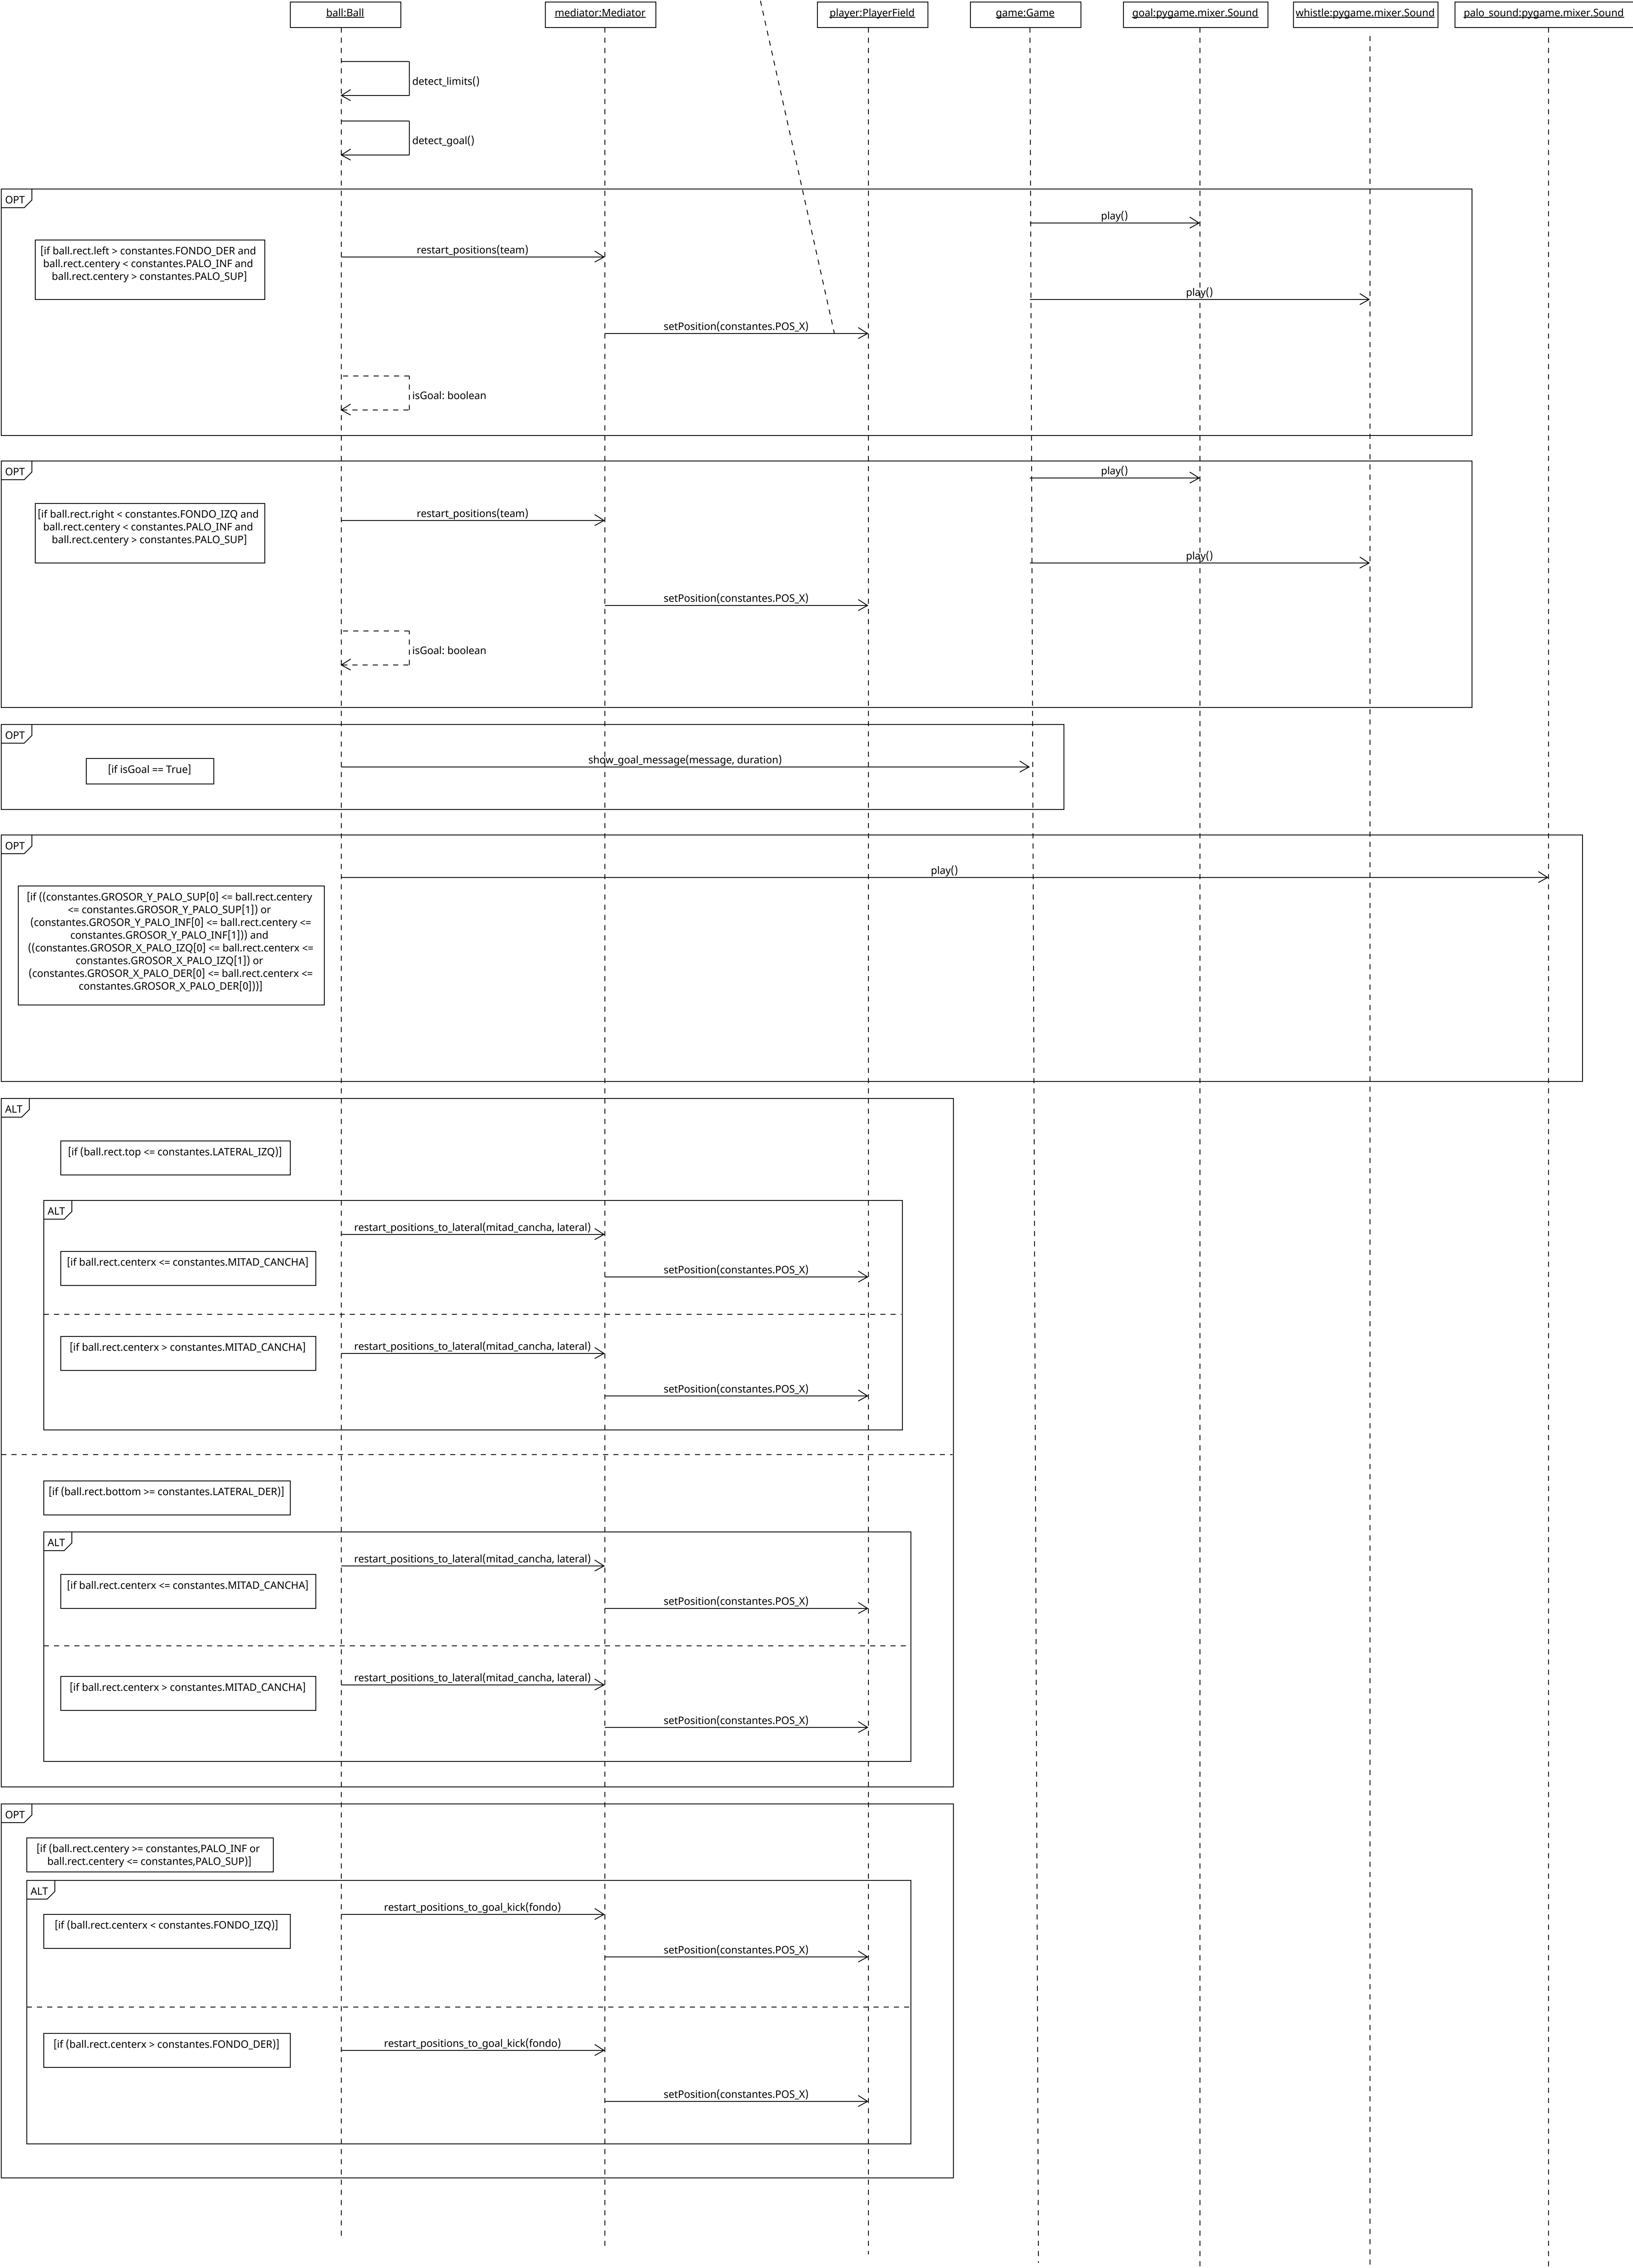 ball:Ball
mediator:Mediator
player:PlayerField
game:Game
goal:pygame.mixer.Sound
whistle:pygame.mixer.Sound
palo_sound:pygame.mixer.Sound
detect_limits()
detect_goal()
OPT
play()
[if ball.rect.left > constantes.FONDO_DER and
ball.rect.centery < constantes.PALO_INF and
ball.rect.centery > constantes.PALO_SUP]
restart_positions(team)
play()
setPosition(constantes.POS_X)
isGoal: boolean
OPT
play()
[if ball.rect.right < constantes.FONDO_IZQ and
ball.rect.centery < constantes.PALO_INF and
ball.rect.centery > constantes.PALO_SUP]
restart_positions(team)
play()
setPosition(constantes.POS_X)
isGoal: boolean
OPT
[if isGoal == True]
show_goal_message(message, duration)
OPT
play()
[if ((constantes.GROSOR_Y_PALO_SUP[0] <= ball.rect.centery
<= constantes.GROSOR_Y_PALO_SUP[1]) or
(constantes.GROSOR_Y_PALO_INF[0] <= ball.rect.centery <=
constantes.GROSOR_Y_PALO_INF[1])) and
((constantes.GROSOR_X_PALO_IZQ[0] <= ball.rect.centerx <=
constantes.GROSOR_X_PALO_IZQ[1]) or
(constantes.GROSOR_X_PALO_DER[0] <= ball.rect.centerx <=
constantes.GROSOR_X_PALO_DER[0]))]
ALT
[if (ball.rect.top <= constantes.LATERAL_IZQ)]
ALT
restart_positions_to_lateral(mitad_cancha, lateral)
[if ball.rect.centerx <= constantes.MITAD_CANCHA]
setPosition(constantes.POS_X)
[if ball.rect.centerx > constantes.MITAD_CANCHA]
restart_positions_to_lateral(mitad_cancha, lateral)
setPosition(constantes.POS_X)
[if (ball.rect.bottom >= constantes.LATERAL_DER)]
ALT
restart_positions_to_lateral(mitad_cancha, lateral)
[if ball.rect.centerx <= constantes.MITAD_CANCHA]
setPosition(constantes.POS_X)
restart_positions_to_lateral(mitad_cancha, lateral)
[if ball.rect.centerx > constantes.MITAD_CANCHA]
setPosition(constantes.POS_X)
OPT
[if (ball.rect.centery >= constantes,PALO_INF or
ball.rect.centery <= constantes,PALO_SUP)]
ALT
restart_positions_to_goal_kick(fondo)
[if (ball.rect.centerx < constantes.FONDO_IZQ)]
setPosition(constantes.POS_X)
[if (ball.rect.centerx > constantes.FONDO_DER)]
restart_positions_to_goal_kick(fondo)
setPosition(constantes.POS_X)